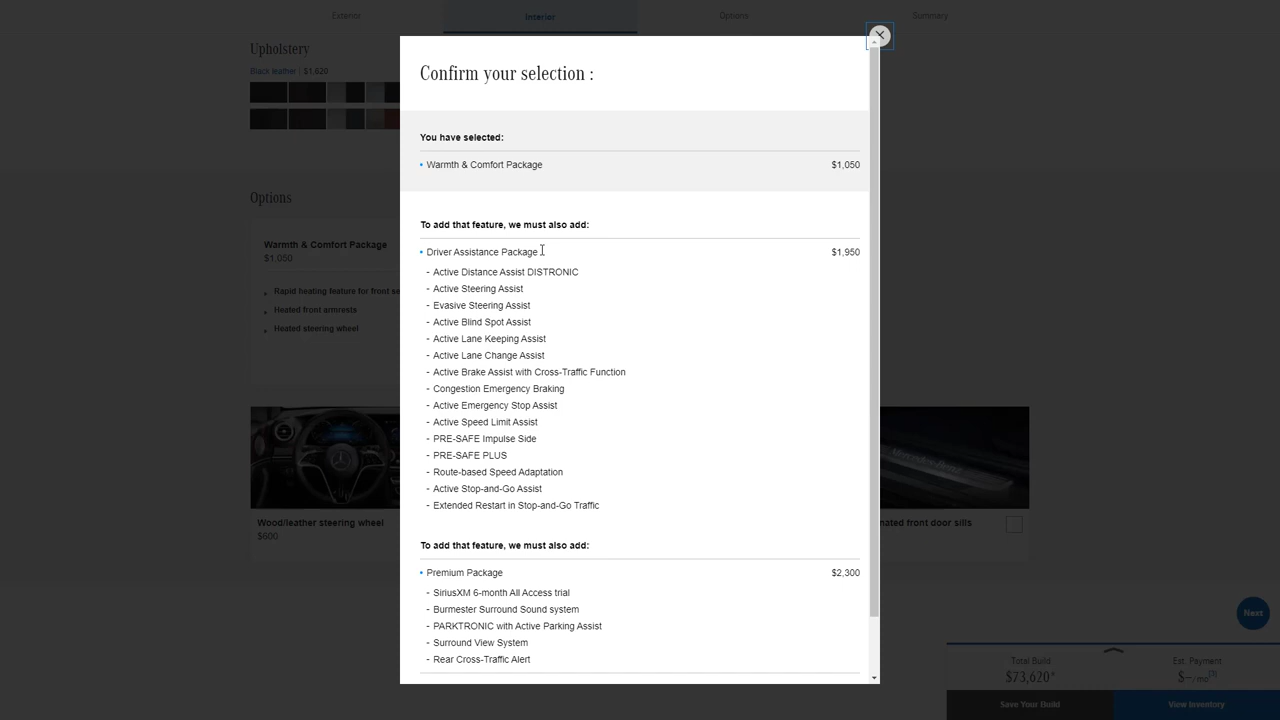 Exterior
Interior
Options
Summary
Upholstery
Black leather | $1,620
Options
Warmth & Comfort Package
$1,050
Rapid heating feature for front se
Heated front armrests
Heated steering wheel
Wood/leather steering wheel
$600
nated front door sills
Confirm your selection :
You have selected:
Warmth & Comfort Package $1,050
To add that feature, we must also add:
Driver Assistance Package $1,950
- Active Distance Assist DISTRONIC
- Active Steering Assist
- Evasive Steering Assist
- Active Blind Spot Assist
- Active Lane Keeping Assist
- Active Lane Change Assist
- Active Brake Assist with Cross-Traffic Function
- Congestion Emergency Braking
- Active Emergency Stop Assist
- Active Speed Limit Assist
- PRE-SAFE Impulse Side
- PRE-SAFE PLUS
- Route-based Speed Adaptation
- Active Stop-and-Go Assist
- Extended Restart in Stop-and-Go Traffic
To add that feature, we must also add:
Premium Package $2,300
- SiriusXM 6-month All Access trial
- Burmester Surround Sound system
- PARKTRONIC with Active Parking Assist
- Surround View System
- Rear Cross-Traffic Alert
Next
Total Build
$73,620*
Est. Payment
$-/mo(3)
Save Your Build
View Inventory